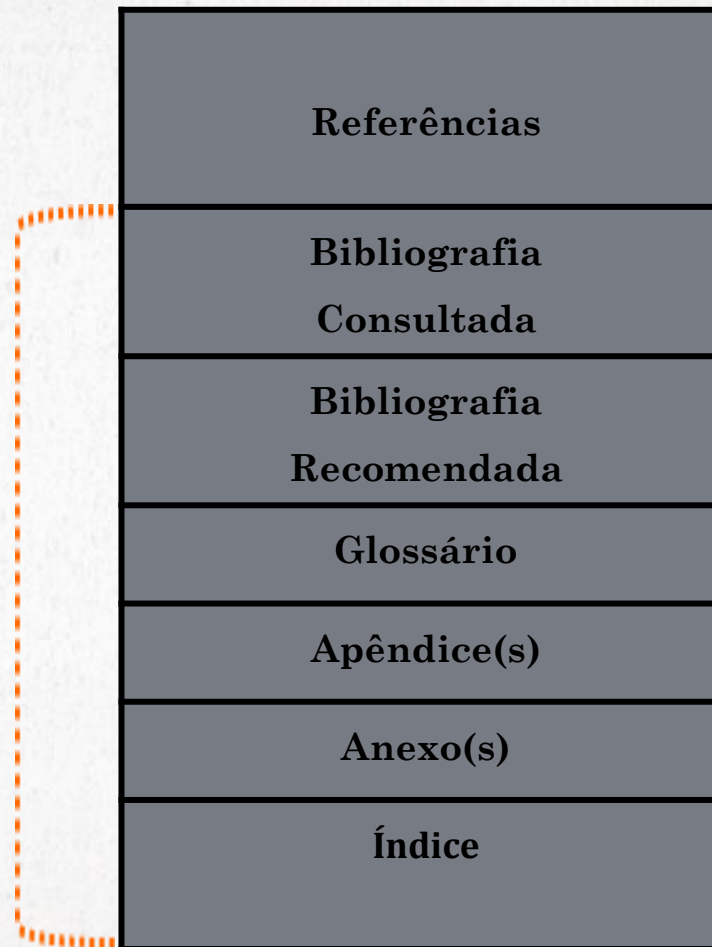 Referências
Bibliografia
Consultada
Bibliografia
Recomendada
Glossário
Apêndice(s)
Anexo(s)
Índice